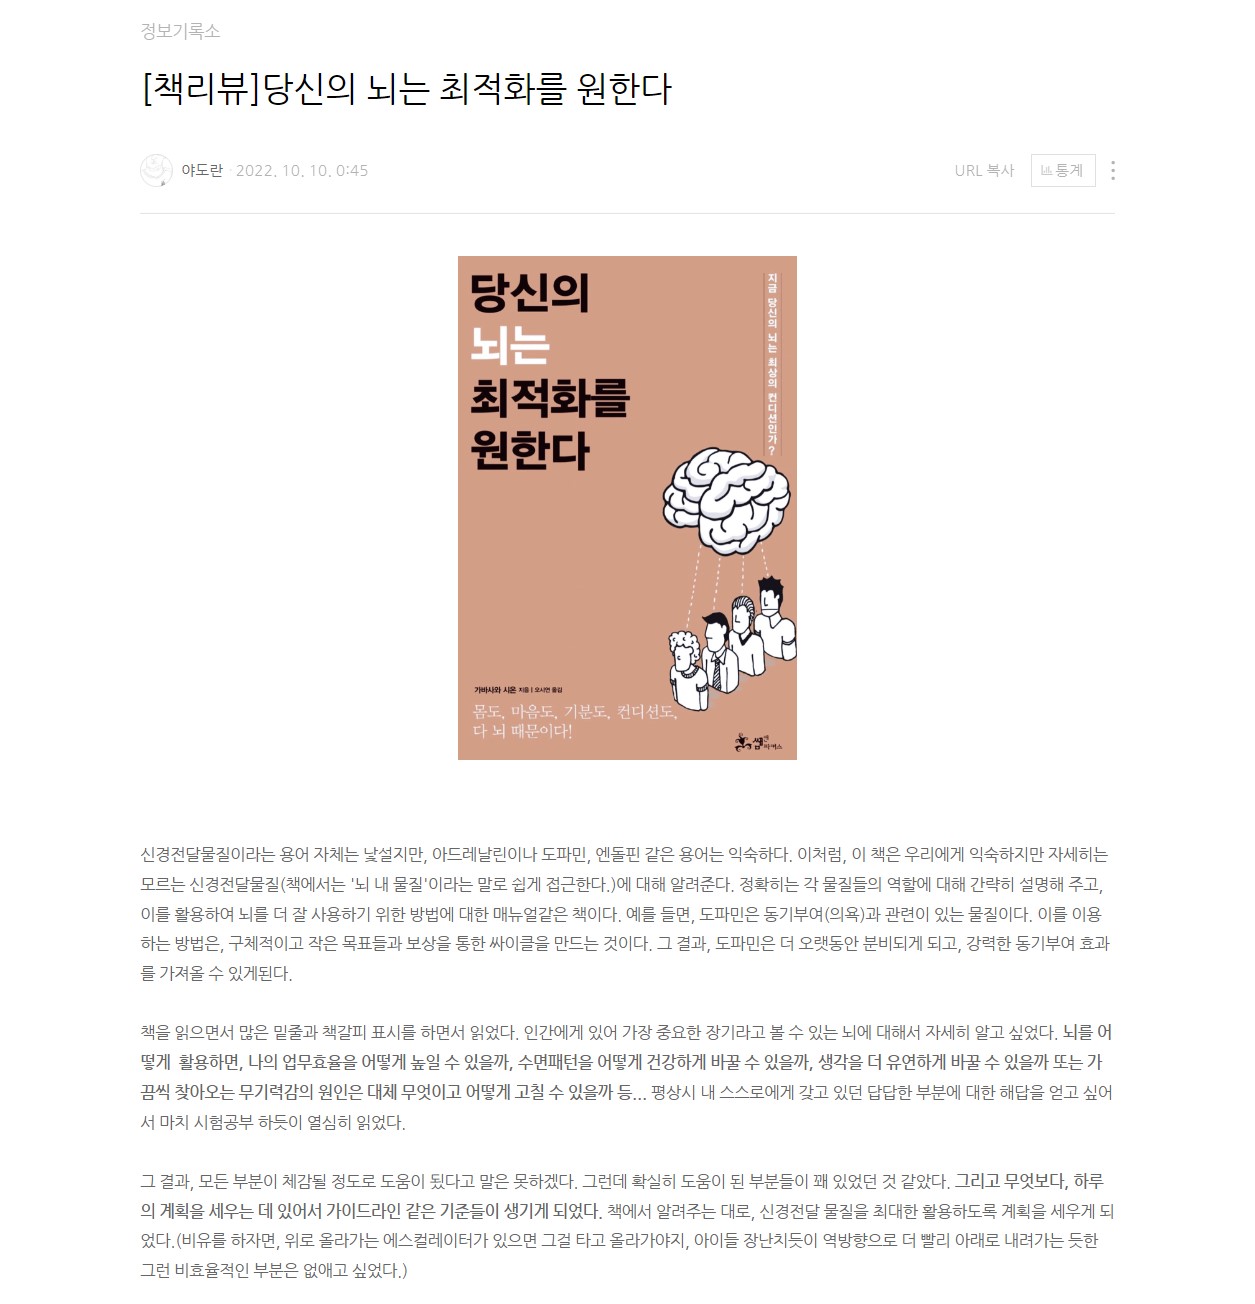 정보기록소
[책리뷰]당신의 뇌는 최적화를 원한다
야도란 · 2022. 10. 10. 0:45
URL 복사 통계
당신의
뇌는
최적화를
원한다
지금 당신의 뇌는 최상의 컨디션인가?
가바사와 시온 지음 | 오시연 옮김
몸도, 마음도, 기분도, 컨디션도,
다 뇌 때문이다!
쌤앤파커스
신경전달물질이라는 용어 자체는 낯설지만, 아드레날린이나 도파민, 엔돌핀 같은 용어는 익숙하다. 이처럼, 이 책은 우리에게 익숙하지만 자세히는
모르는 신경전달물질(책에서는 '뇌 내 물질'이라는 말로 쉽게 접근한다.)에 대해 알려준다. 정확히는 각 물질들의 역할에 대해 간략히 설명해 주고,
이를 활용하여 뇌를 더 잘 사용하기 위한 방법에 대한 매뉴얼같은 책이다. 예를 들면, 도파민은 동기부여(의욕)과 관련이 있는 물질이다. 이를 이용
하는 방법은, 구체적이고 작은 목표들과 보상을 통한 싸이클을 만드는 것이다. 그 결과, 도파민은 더 오랫동안 분비되게 되고, 강력한 동기부여 효과
를 가져올 수 있게된다.
책을 읽으면서 많은 밑줄과 책갈피 표시를 하면서 읽었다. 인간에게 있어 가장 중요한 장기라고 볼 수 있는 뇌에 대해서 자세히 알고 싶었다. 뇌를 어
떻게 활용하면, 나의 업무효율을 어떻게 높일 수 있을까, 수면패턴을 어떻게 건강하게 바꿀 수 있을까, 생각을 더 유연하게 바꿀 수 있을까 또는 가
끔씩 찾아오는 무기력감의 원인은 대체 무엇이고 어떻게 고칠 수 있을까 등... 평상시 내 스스로에게 갖고 있던 답답한 부분에 대한 해답을 얻고 싶어
서 마치 시험공부 하듯이 열심히 읽었다.
그 결과, 모든 부분이 체감될 정도로 도움이 됬다고 말은 못하겠다. 그런데 확실히 도움이 된 부분들이 꽤 있었던 것 같았다. 그리고 무엇보다, 하루
의 계획을 세우는 데 있어서 가이드라인 같은 기준들이 생기게 되었다. 책에서 알려주는 대로, 신경전달 물질을 최대한 활용하도록 계획을 세우게 되
었다.(비유를 하자면, 위로 올라가는 에스컬레이터가 있으면 그걸 타고 올라가야지, 아이들 장난치듯이 역방향으로 더 빨리 아래로 내려가는 듯한
그런 비효율적인 부분은 없애고 싶었다.)